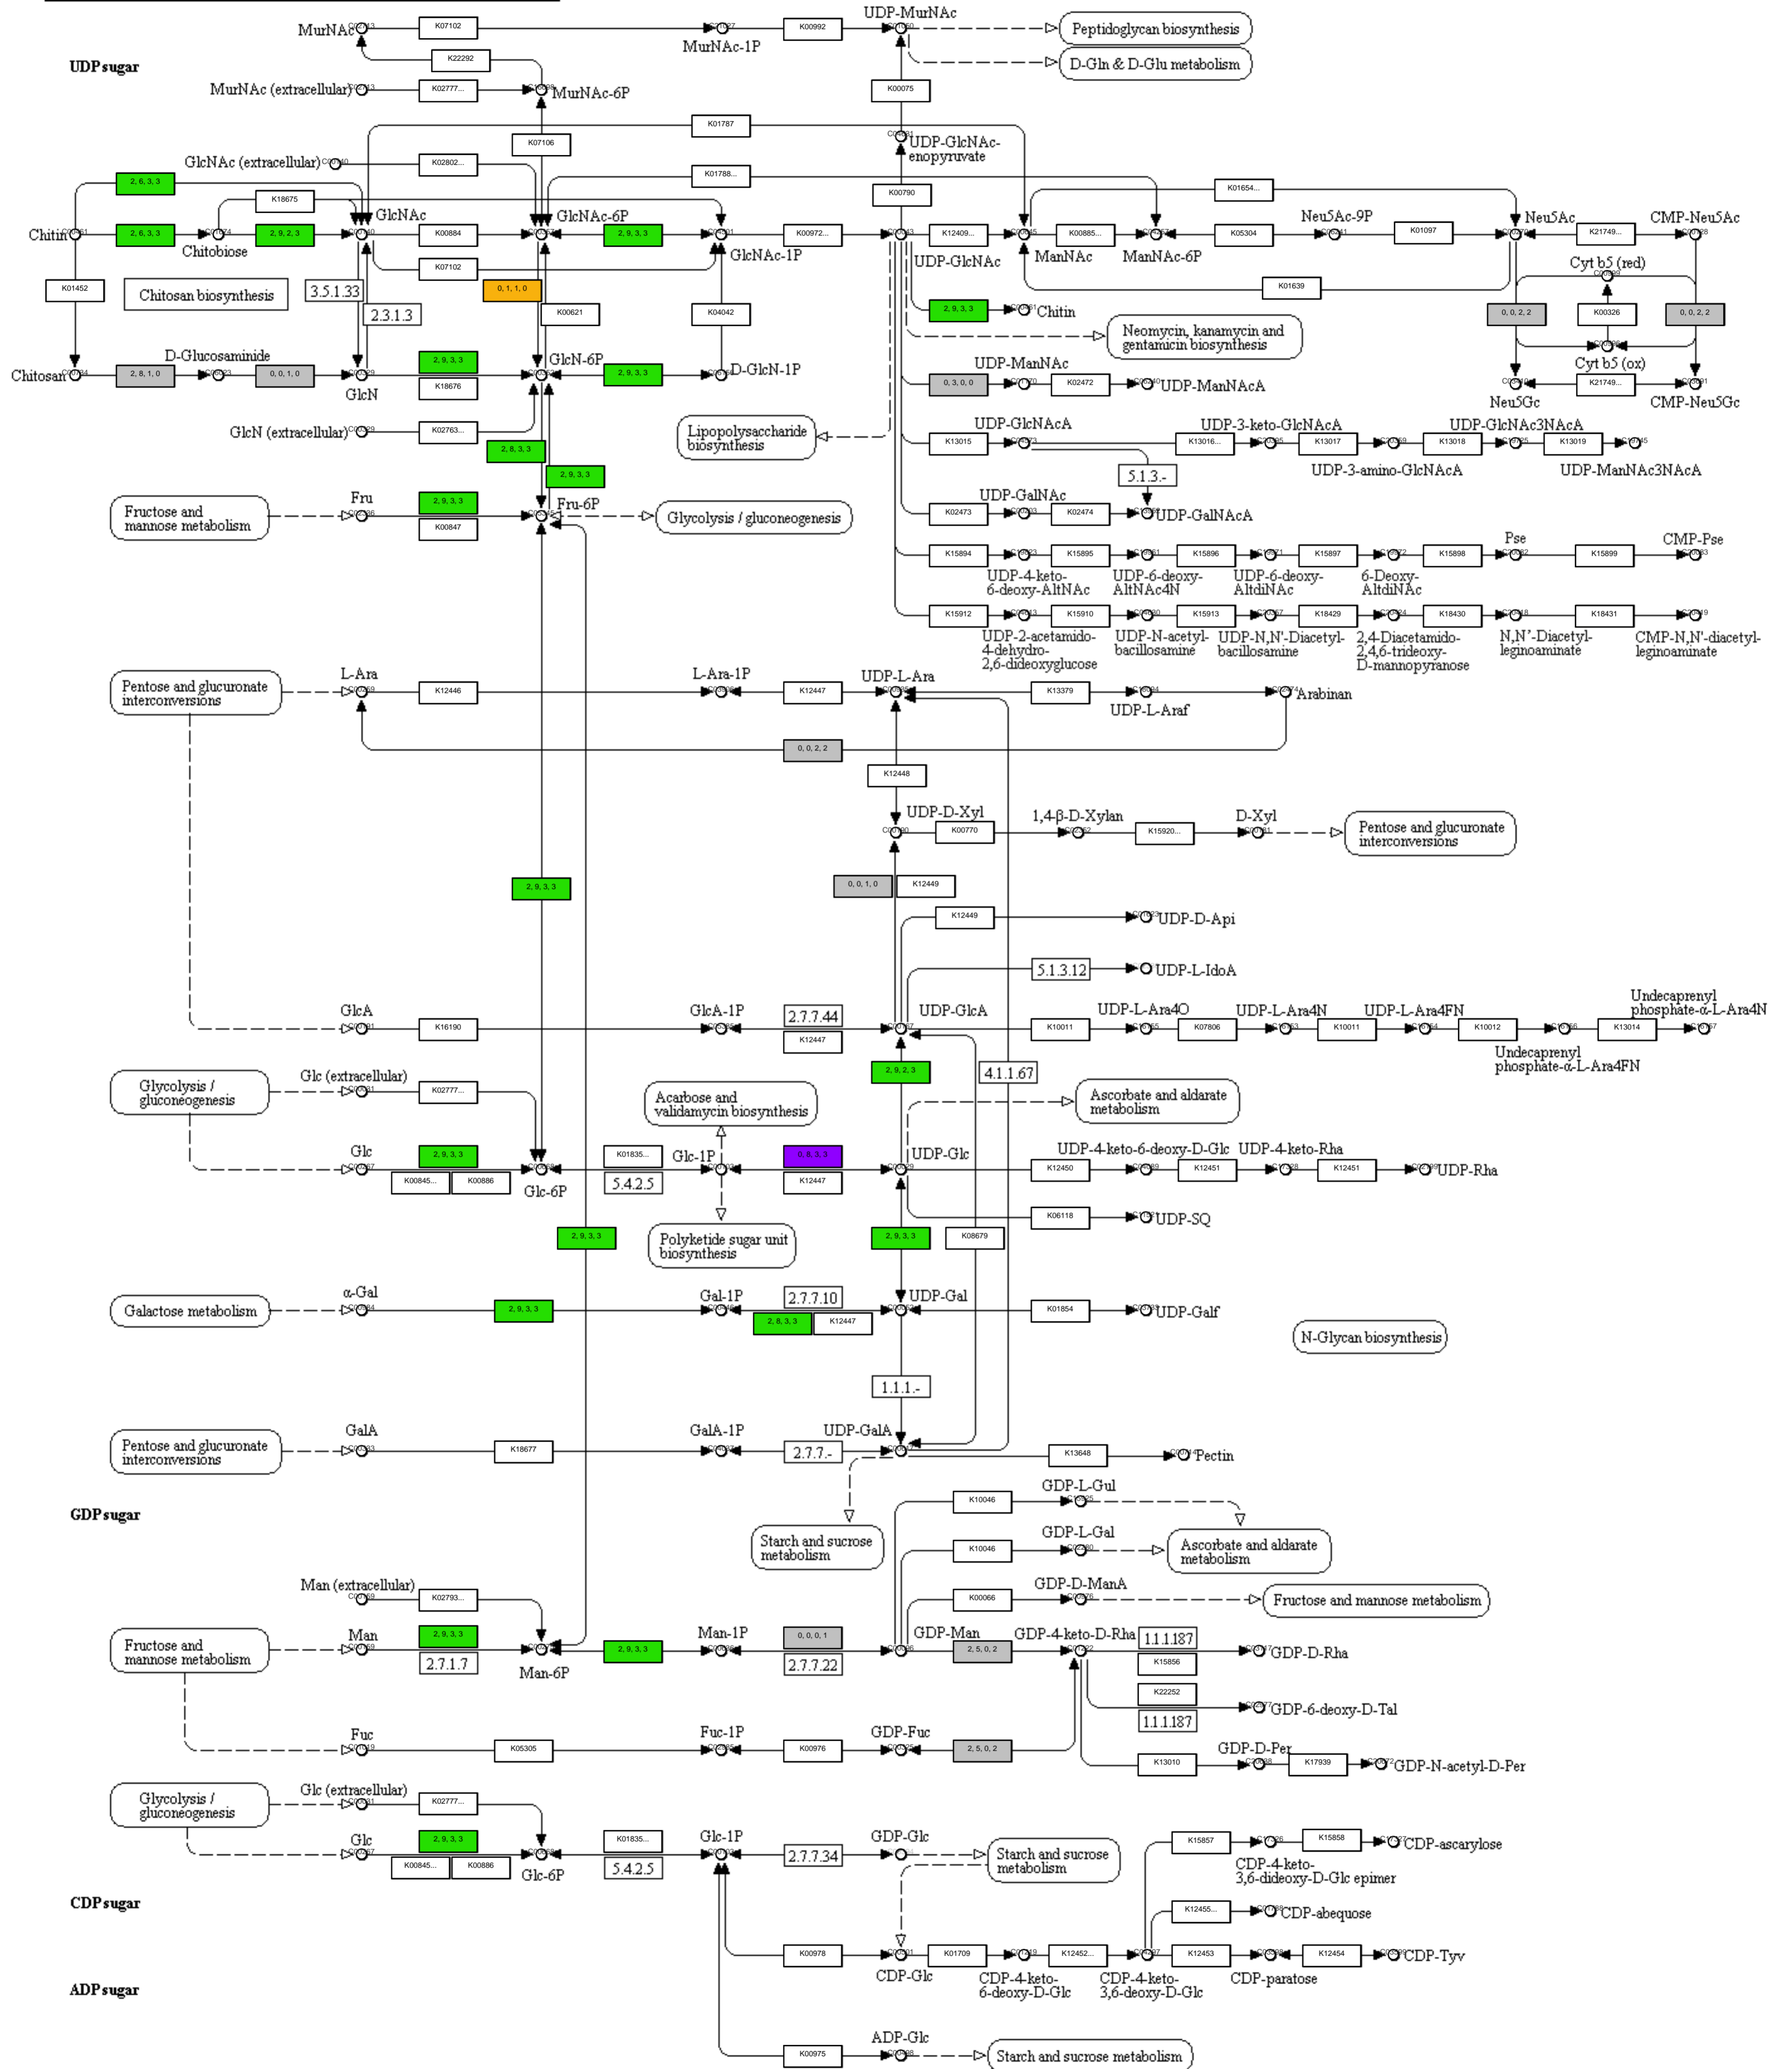 MurNAc
K07102
MurNAc-1P
K00992
UDP-MurNAc
Peptidoglycan biosynthesis
D-Gln & D-Glu metabolism
UDP sugar
K22292
MurNAc (extracellular)
K02777...
MurNAc-6P
K00075
K01787
K07106
UDP-GlcNAc-
enopyruvate
GlcNAc (extracellular)
K02802...
K01788...
2, 6, 3, 3
K18675
K00790
K01654...
Chitin
2, 6, 3, 3
Chitobiose
2, 9, 2, 3
GlcNAc
K00884
GlcNAc-6P
2, 9, 3, 3
GlcNAc-1P
K00972...
UDP-GlcNAc
K12409...
ManNAc
K00885...
ManNAc-6P
K05304
Neu5Ac-9P
K01097
Neu5Ac
K21749...
CMP-Neu5Ac
K07102
K01639
Cyt b5 (red)
K01452
Chitosan biosynthesis
3.5.1.33
2.3.1.3
0, 1, 1, 0
K00621
K04042
2, 9, 3, 3
Chitin
Neomycin, kanamycin and
gentamicin biosynthesis
0, 0, 2, 2
K00326
0, 0, 2, 2
Cyt b5 (ox)
Chitosan
2, 8, 1, 0
D-Glucosaminide
0, 0, 1, 0
GlcN
2, 9, 3, 3
K18676
GlcN-6P
2, 9, 3, 3
D-GlcN-1P
UDP-ManNAc
0, 3, 0, 0
K02472
UDP-ManNAcA
Neu5Gc
K21749...
CMP-Neu5Gc
GlcN (extracellular)
K02763...
Lipopolysaccharide
biosynthesis
UDP-GlcNAcA
K13015
UDP-3-keto-GlcNAcA
K13016...
K13017
UDP-3-amino-GlcNAcA
UDP-GlcNAc3NAcA
K13018
K13019
UDP-ManNAc3NAcA
2, 8, 3, 3
2, 9, 3, 3
5.1.3.-
Fructose and
mannose metabolism
Fru
2, 9, 3, 3
K00847
Fru-6P
Glycolysis / gluconeogenesis
UDP-GalNAc
K02473
K02474
UDP-GalNAcA
K15894
K15895
K15896
K15897
K15898
Pse
K15899
CMP-Pse
UDP-4-keto-
6-deoxy-AltNAc
UDP-6-deoxy-
AltNAc4N
UDP-6-deoxy-
AltdiNAc
6-Deoxy-
AltdiNAc
K15912
K15910
K15913
K18429
K18430
K18431
UDP-2-acetamido-
4-dehydro-
2,6-dideoxyglucose
UDP-N-acetyl-
bacillosamine
UDP-N,N'-Diacetyl-
bacillosamine
2,4-Diacetamido-
2,4,6-trideoxy-
D-mannopyranose
N,N'-Diacetyl-
leginoaminate
CMP-N,N'-diacetyl-
leginoaminate
Pentose and glucuronate
interconversions
L-Ara
K12446
L-Ara-1P
K12447
UDP-L-Ara
K13379
UDP-L-Araf
Arabinan
0, 0, 2, 2
K12448
UDP-D-Xyl
K00770
1,4-β-D-Xylan
K15920...
D-Xyl
Pentose and glucuronate
interconversions
2, 9, 3, 3
0, 0, 1, 0
K12449
K12449
UDP-D-Api
5.1.3.12
UDP-L-IdoA
GlcA
K16190
GlcA-1P
2.7.7.44
K12447
UDP-GlcA
K10011
UDP-L-Ara4O
K07806
UDP-L-Ara4N
K10011
UDP-L-Ara4FN
K10012
Undecaprenyl
phosphate-α-L-Ara4FN
K13014
Undecaprenyl
phosphate-α-L-Ara4N
Glycolysis /
gluconeogenesis
Glc (extracellular)
K02777...
Acarbose and
validamycin biosynthesis
2, 9, 2, 3
4.1.1.67
Ascorbate and aldarate
metabolism
Glc
2, 9, 3, 3
K00845...
K00886
Glc-6P
K01835...
5.4.2.5
Glc-1P
0, 8, 3, 3
K12447
UDP-Glc
K12450
UDP-4-keto-6-deoxy-D-Glc
K12451
UDP-4-keto-Rha
K12451
UDP-Rha
K06118
UDP-SQ
2, 9, 3, 3
Polyketide sugar unit
biosynthesis
2, 9, 3, 3
K08679
Galactose metabolism
α-Gal
2, 9, 3, 3
Gal-1P
2.7.7.10
2, 8, 3, 3
K12447
UDP-Gal
K01854
UDP-Galf
N-Glycan biosynthesis
1.1.1.-
Pentose and glucuronate
interconversions
GalA
K18677
GalA-1P
2.7.7.-
UDP-GalA
K13648
Pectin
GDP sugar
Starch and sucrose
metabolism
K10046
GDP-L-Gul
K10046
GDP-L-Gal
Ascorbate and aldarate
metabolism
Man (extracellular)
K02793...
K00066
GDP-D-ManA
Fructose and mannose metabolism
Fructose and
mannose metabolism
Man
2, 9, 3, 3
2.7.1.7
Man-6P
2, 9, 3, 3
Man-1P
0, 0, 0, 1
2.7.7.22
GDP-Man
2, 5, 0, 2
GDP-4-keto-D-Rha
1.1.1.187
K15856
GDP-D-Rha
K22252
1.1.1.187
GDP-6-deoxy-D-Tal
Fuc
K05305
Fuc-1P
K00976
GDP-Fuc
2, 5, 0, 2
K13010
GDP-D-Per
K17939
GDP-N-acetyl-D-Per
Glycolysis /
gluconeogenesis
Glc (extracellular)
K02777...
Glc
2, 9, 3, 3
K00845...
K00886
Glc-6P
K01835...
5.4.2.5
Glc-1P
2.7.7.34
GDP-Glc
Starch and sucrose
metabolism
K15857
K15858
CDP-ascarylose
CDP-4-keto-
3,6-dideoxy-D-Glc epimer
CDP sugar
K12455...
CDP-abequose
K00978
CDP-Glc
K01709
CDP-4-keto-
6-deoxy-D-Glc
K12452...
CDP-4-keto-
3,6-deoxy-D-Glc
K12453
CDP-paratose
K12454
CDP-Tyv
ADP sugar
K00975
ADP-Glc
Starch and sucrose metabolism